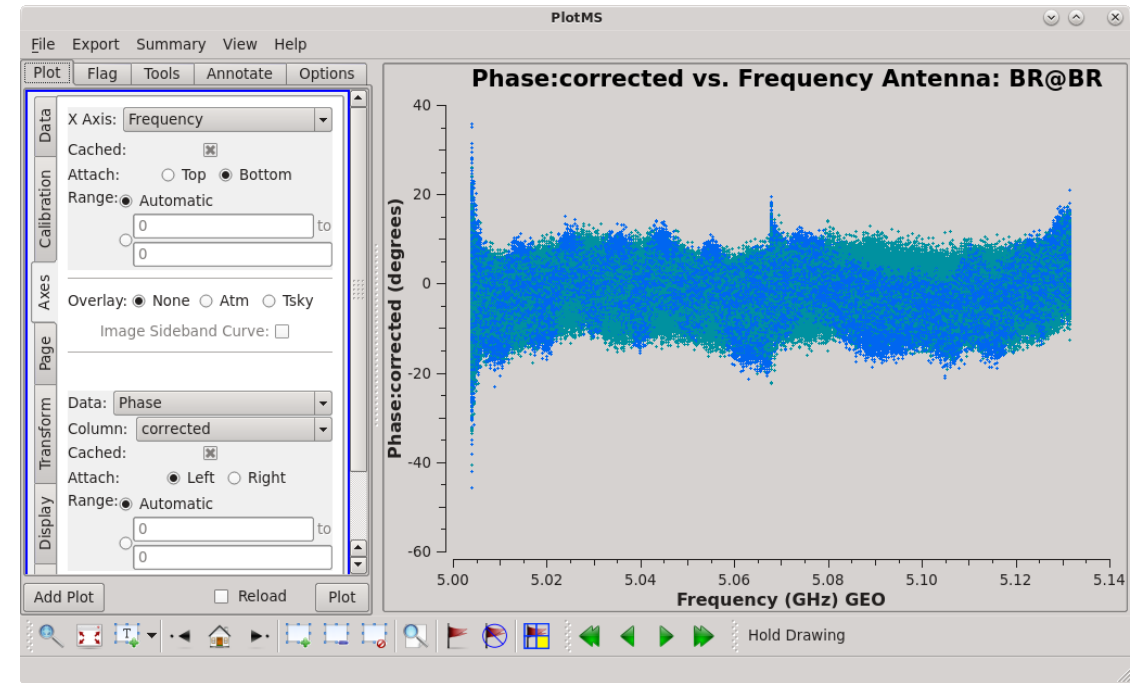 PlotMS
File Export Summary View Help
Plot Flag Tools Annotate Options
Data
Calibration
Axes
Page
Transform
Display
X Axis: Frequency
Cached:
Attach: Top Bottom
Range: Automatic
0 to
0
Overlay: None Atm Tsky
Image Sideband Curve:
Data: Phase
Column: corrected
Cached:
Attach: Left Right
Range: Automatic
0 to
0
Add Plot Reload Plot
Phase:corrected vs. Frequency Antenna: BR@BR
Phase:corrected (degrees)
40
20
0
-20
-40
-60
5.00 5.02 5.04 5.06 5.08 5.10 5.12 5.14
Frequency (GHz) GEO
T
Hold Drawing